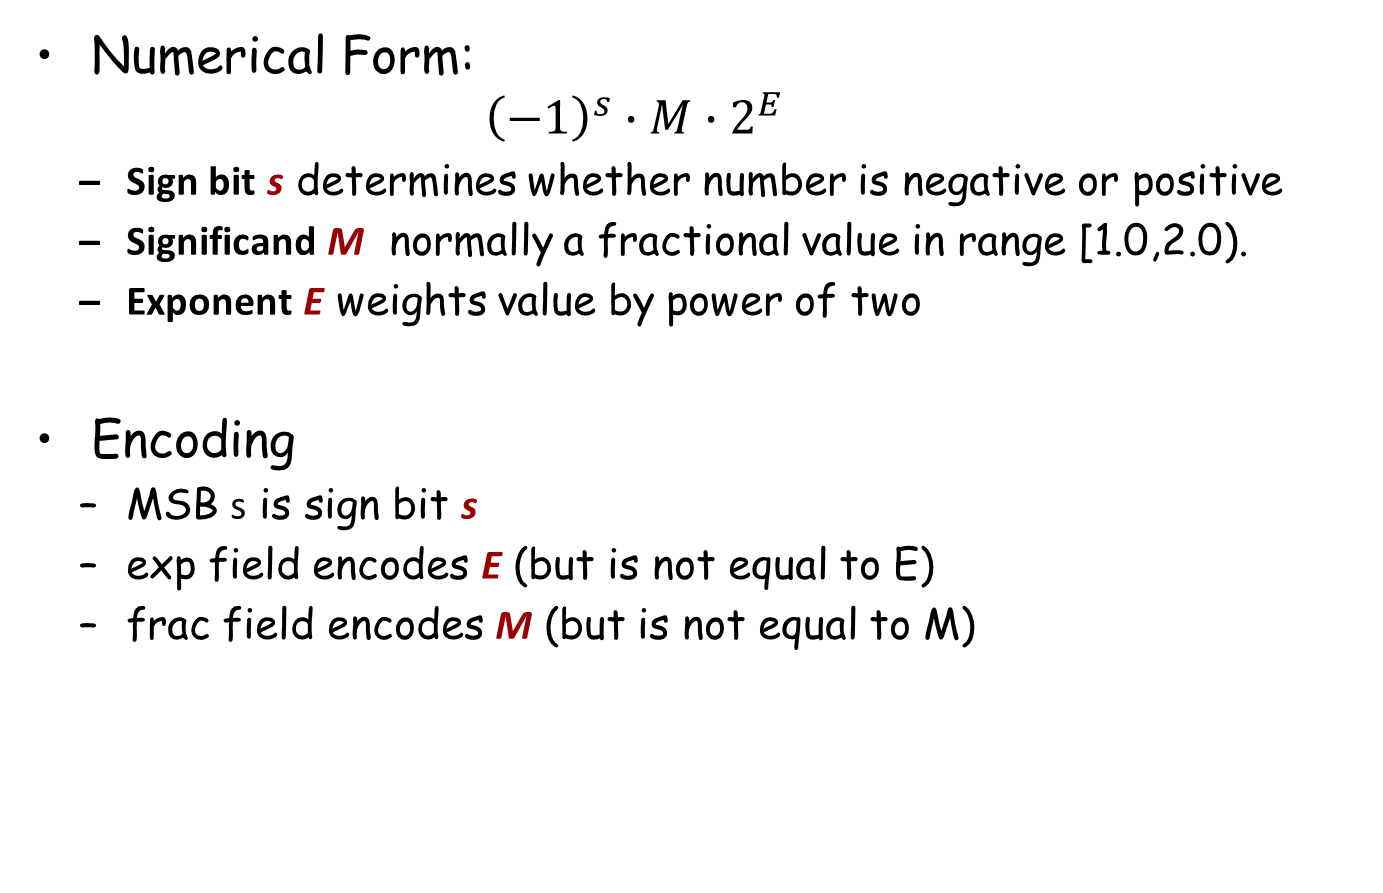 • Numerical Form:
(−1)^s · M · 2^E
– Sign bit s determines whether number is negative or positive
– Significand M normally a fractional value in range [1.0,2.0).
– Exponent E weights value by power of two
• Encoding
– MSB s is sign bit s
– exp field encodes E (but is not equal to E)
– frac field encodes M (but is not equal to M)